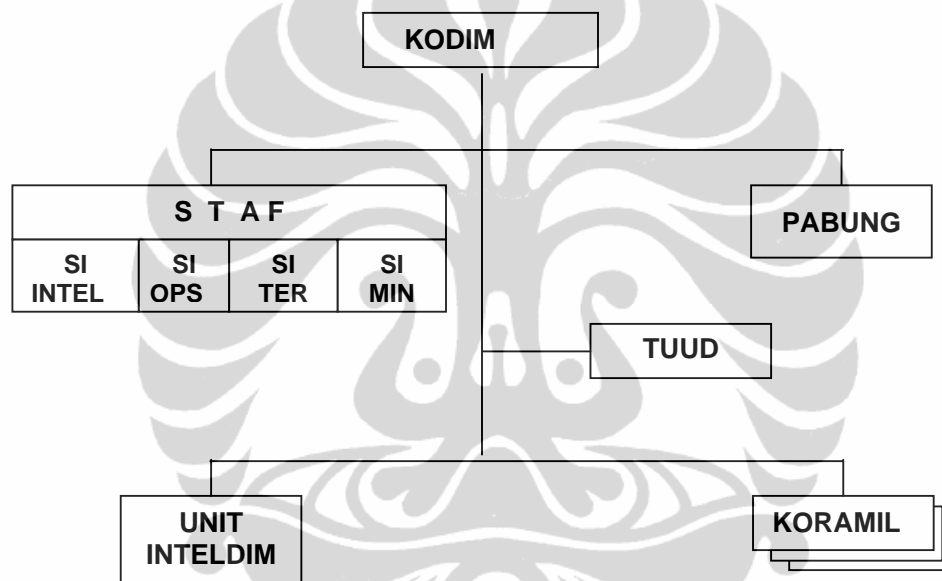 KODIM
S T A F
PABUNG
SI INTEL
SI OPS
SI TER
SI MIN
TUUD
UNIT
INTELDIM
KORAMIL